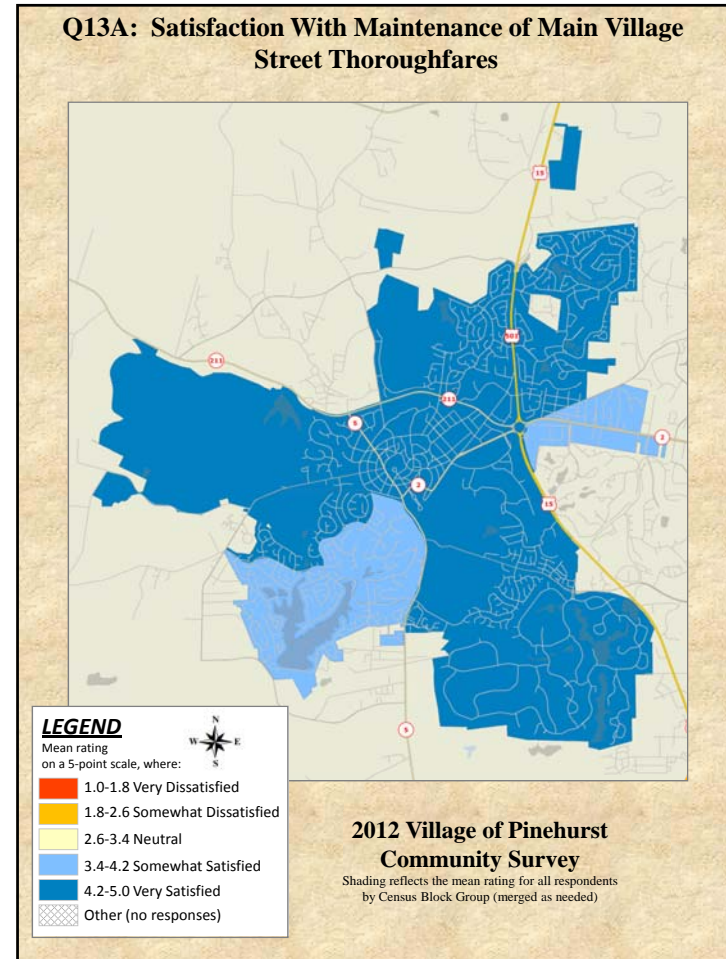 Q13A: Satisfaction With Maintenance of Main Village
Street Thoroughfares
15
501
211
211
5
2
2
15
5
LEGEND
Mean rating
on a 5-point scale, where:
N
W E
S
1.0-1.8 Very Dissatisfied
1.8-2.6 Somewhat Dissatisfied
2.6-3.4 Neutral
3.4-4.2 Somewhat Satisfied
4.2-5.0 Very Satisfied
Other (no responses)
2012 Village of Pinehurst
Community Survey
Shading reflects the mean rating for all respondents
by Census Block Group (merged as needed)